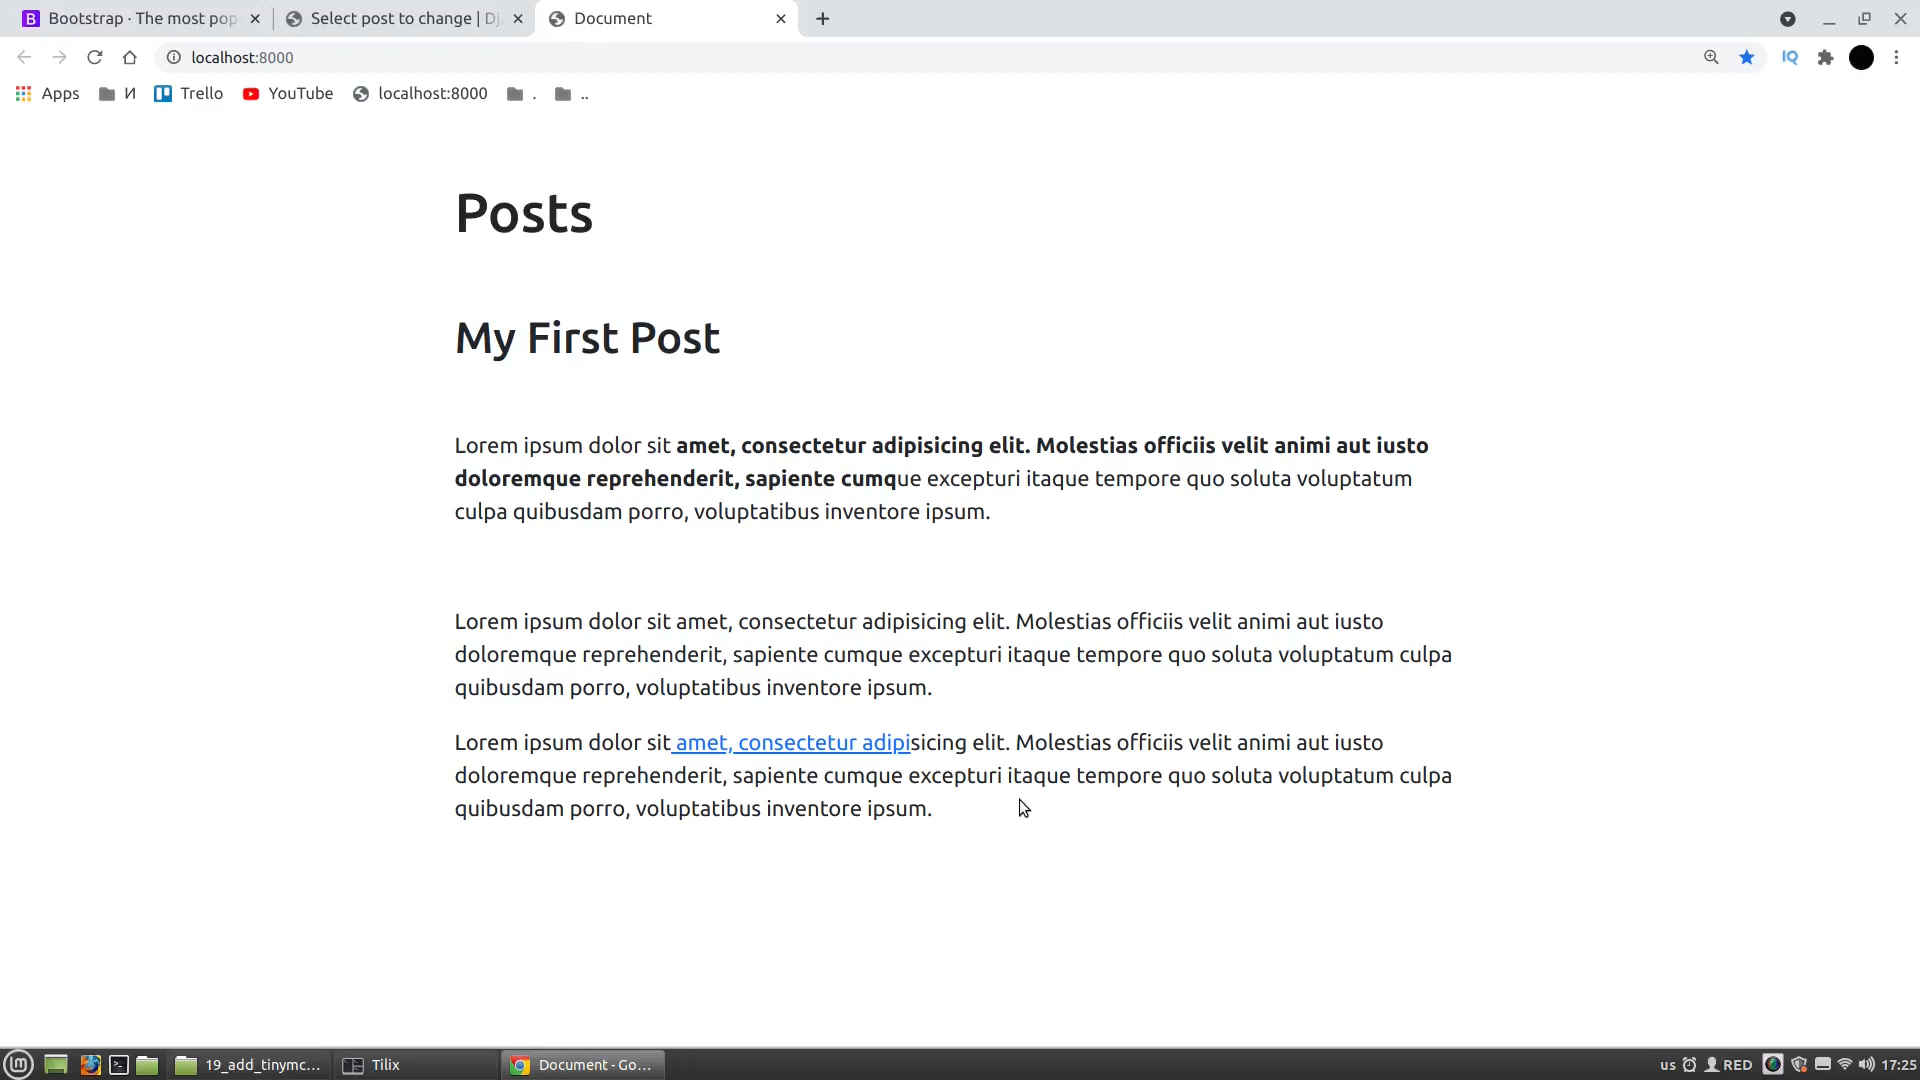 Bootstrap · The most pop
Select post to change | Dj
Document
localhost:8000
IQ
Apps
И
Trello
YouTube
localhost:8000
.
..
Posts
My First Post
Lorem ipsum dolor sit amet, consectetur adipisicing elit. Molestias officiis velit animi aut iusto
doloremque reprehenderit, sapiente cumque excepturi itaque tempore quo soluta voluptatum
culpa quibusdam porro, voluptatibus inventore ipsum.
Lorem ipsum dolor sit amet, consectetur adipisicing elit. Molestias officiis velit animi aut iusto
doloremque reprehenderit, sapiente cumque excepturi itaque tempore quo soluta voluptatum culpa
quibusdam porro, voluptatibus inventore ipsum.
Lorem ipsum dolor sit amet, consectetur adipisicing elit. Molestias officiis velit animi aut iusto
doloremque reprehenderit, sapiente cumque excepturi itaque tempore quo soluta voluptatum culpa
quibusdam porro, voluptatibus inventore ipsum.
19_add_tinymc...
Tilix
Document - Go...
us
RED
17:25